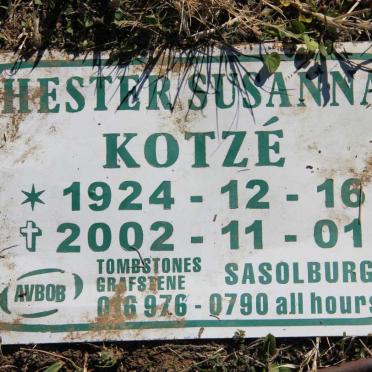 HESTER SUSANNA
KOTZÉ
1924 - 12 - 16
2002 - 11 - 01
AVBOB
TOMBSTONES
GRAFSTENE
SASOLBURG
016 976 - 0790 all hours